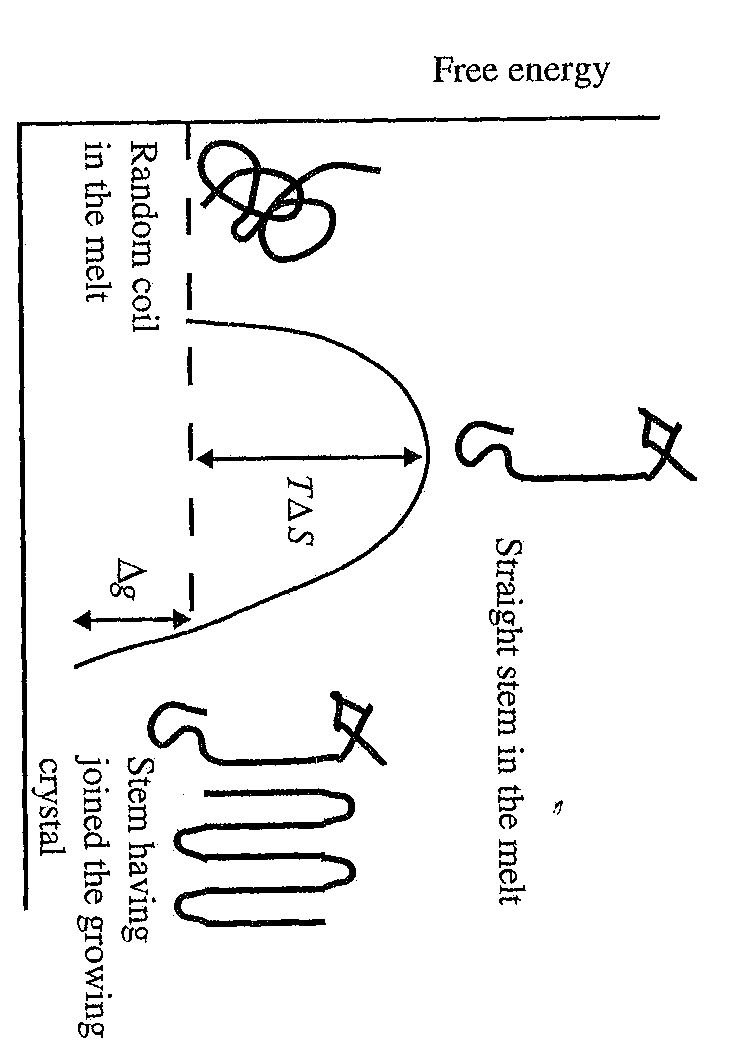 Free energy
Random coil
in the melt
TΔS
Δg
Straight stem in the melt
Stem having
joined the growing
crystal